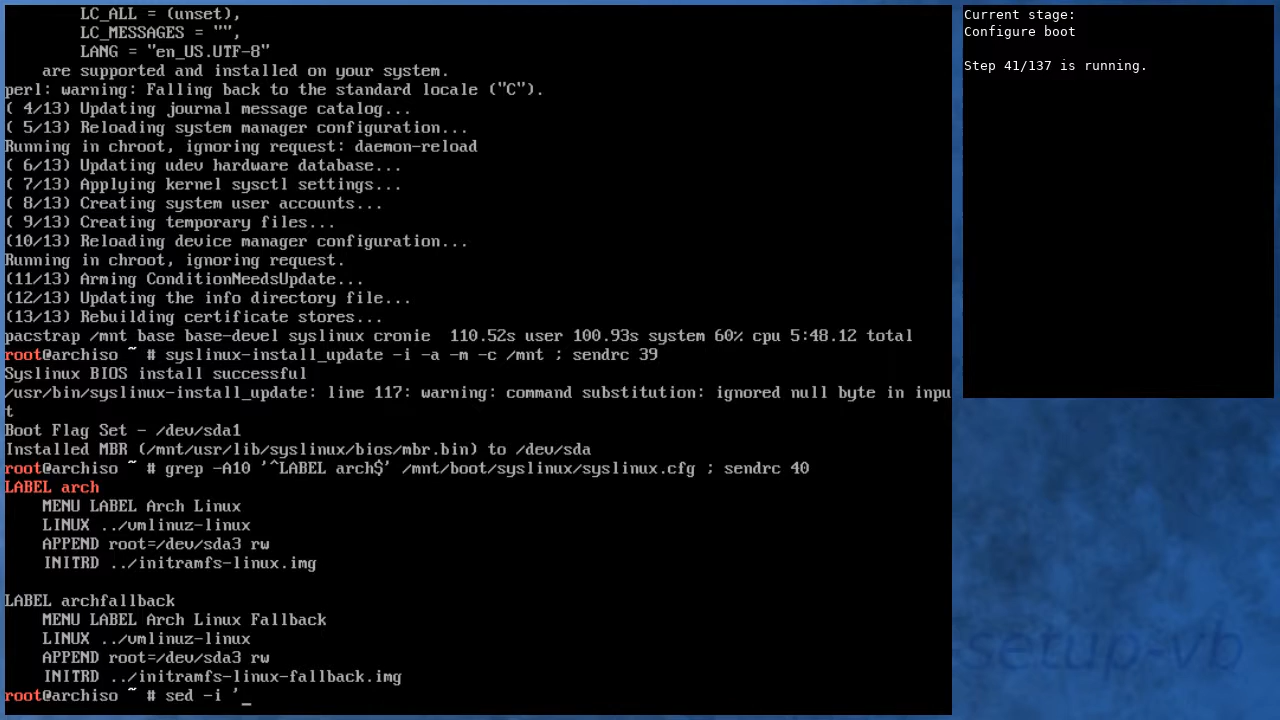 LC_ALL = (unset),
LC_MESSAGES = "",
LANG = "en_US.UTF-8"
are supported and installed on your system.
perl: warning: Falling back to the standard locale ("C").
( 4/13) Updating journal message catalog...
( 5/13) Reloading system manager configuration...
Running in chroot, ignoring request: daemon-reload
( 6/13) Updating udev hardware database...
( 7/13) Applying kernel sysctl settings...
( 8/13) Creating system user accounts...
( 9/13) Creating temporary files...
(10/13) Reloading device manager configuration...
Running in chroot, ignoring request.
(11/13) Arming ConditionNeedsUpdate...
(12/13) Updating the info directory file...
(13/13) Rebuilding certificate stores...
pacstrap /mnt base base-devel syslinux cronie  110.52s user 100.93s system 60% cpu 5:48.12 total
root@archiso ~ # syslinux-install_update -i -a -m -c /mnt ; sendrc 39
Syslinux BIOS install successful
/usr/bin/syslinux-install_update: line 117: warning: command substitution: ignored null byte in inpu
t
Boot Flag Set - /dev/sda1
Installed MBR (/mnt/usr/lib/syslinux/bios/mbr.bin) to /dev/sda
root@archiso ~ # grep -A10 '^LABEL arch$' /mnt/boot/syslinux/syslinux.cfg ; sendrc 40
LABEL arch
MENU LABEL Arch Linux
LINUX ../vmlinuz-linux
APPEND root=/dev/sda3 rw
INITRD ../initramfs-linux.img
LABEL archfallback
MENU LABEL Arch Linux Fallback
LINUX ../vmlinuz-linux
APPEND root=/dev/sda3 rw
INITRD ../initramfs-linux-fallback.img
root@archiso ~ # sed -i '_
Current stage:
Configure boot
Step 41/137 is running.
setup-vb